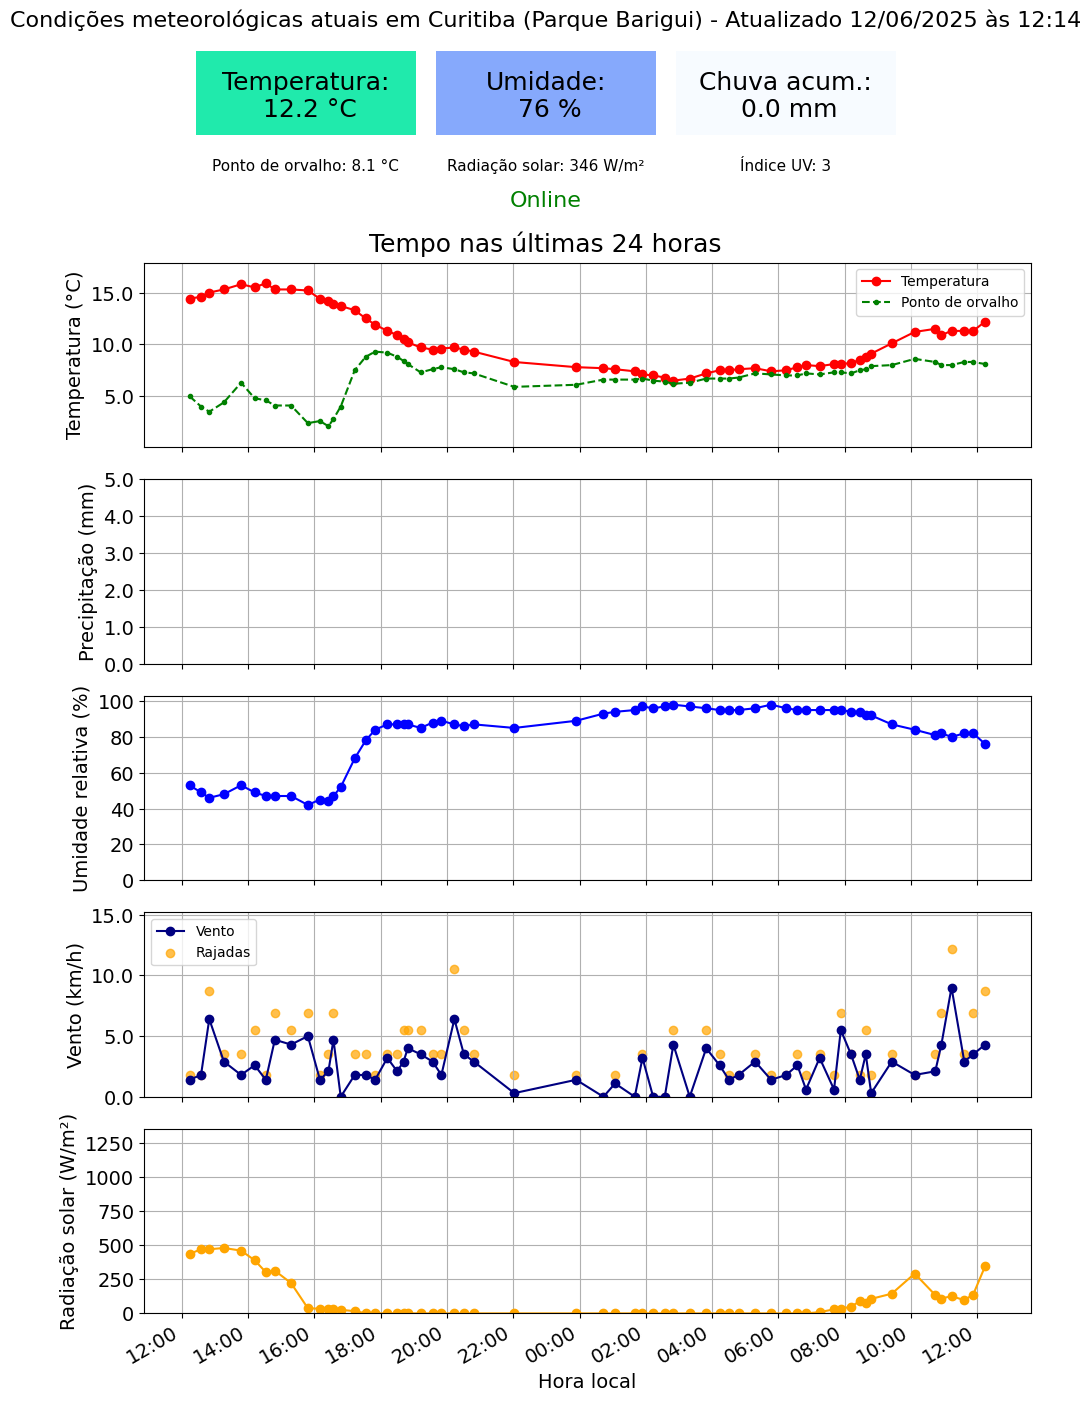 Condições meteorológicas atuais em Curitiba (Parque Barigui) - Atualizado 12/06/2025 às 12:14
Temperatura:
12.2 °C
Umidade:
76 %
Chuva acum.:
0.0 mm
Ponto de orvalho: 8.1 °C
Radiação solar: 346 W/m²
Índice UV: 3
Online
Tempo nas últimas 24 horas
Temperatura (°C)
15.0
10.0
5.0
Temperatura
Ponto de orvalho
Precipitação (mm)
5.0
4.0
3.0
2.0
1.0
0.0
Umidade relativa (%)
100
80
60
40
20
0
Vento (km/h)
15.0
10.0
5.0
0.0
Vento
Rajadas
Radiação solar (W/m²)
1250
1000
750
500
250
0
12:00
14:00
16:00
18:00
20:00
22:00
00:00
02:00
04:00
06:00
08:00
10:00
12:00
Hora local